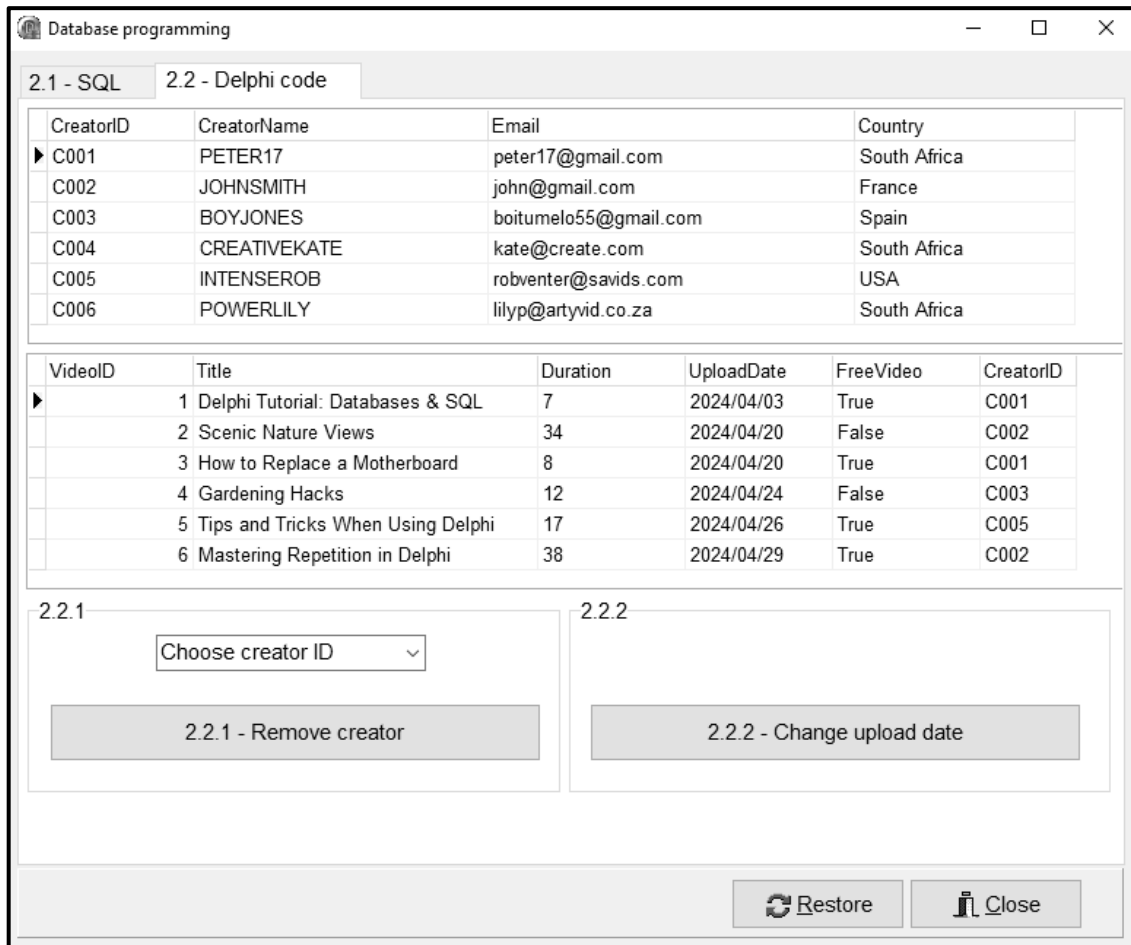 Database programming
2.1 - SQL 2.2 - Delphi code
CreatorID CreatorName Email Country
C001 PETER17 peter17@gmail.com South Africa
C002 JOHNSMITH john@gmail.com France
C003 BOYJONES boitumelo55@gmail.com Spain
C004 CREATIVEKATE kate@create.com South Africa
C005 INTENSEROB robventer@savids.com USA
C006 POWERLILY lilyp@artyvid.co.za South Africa
VideoID Title Duration UploadDate FreeVideo CreatorID
1 Delphi Tutorial: Databases & SQL 7 2024/04/03 True C001
2 Scenic Nature Views 34 2024/04/20 False C002
3 How to Replace a Motherboard 8 2024/04/20 True C001
4 Gardening Hacks 12 2024/04/24 False C003
5 Tips and Tricks When Using Delphi 17 2024/04/26 True C005
6 Mastering Repetition in Delphi 38 2024/04/29 True C002
2.2.1 2.2.2
Choose creator ID
2.2.1 - Remove creator 2.2.2 - Change upload date
Restore Close